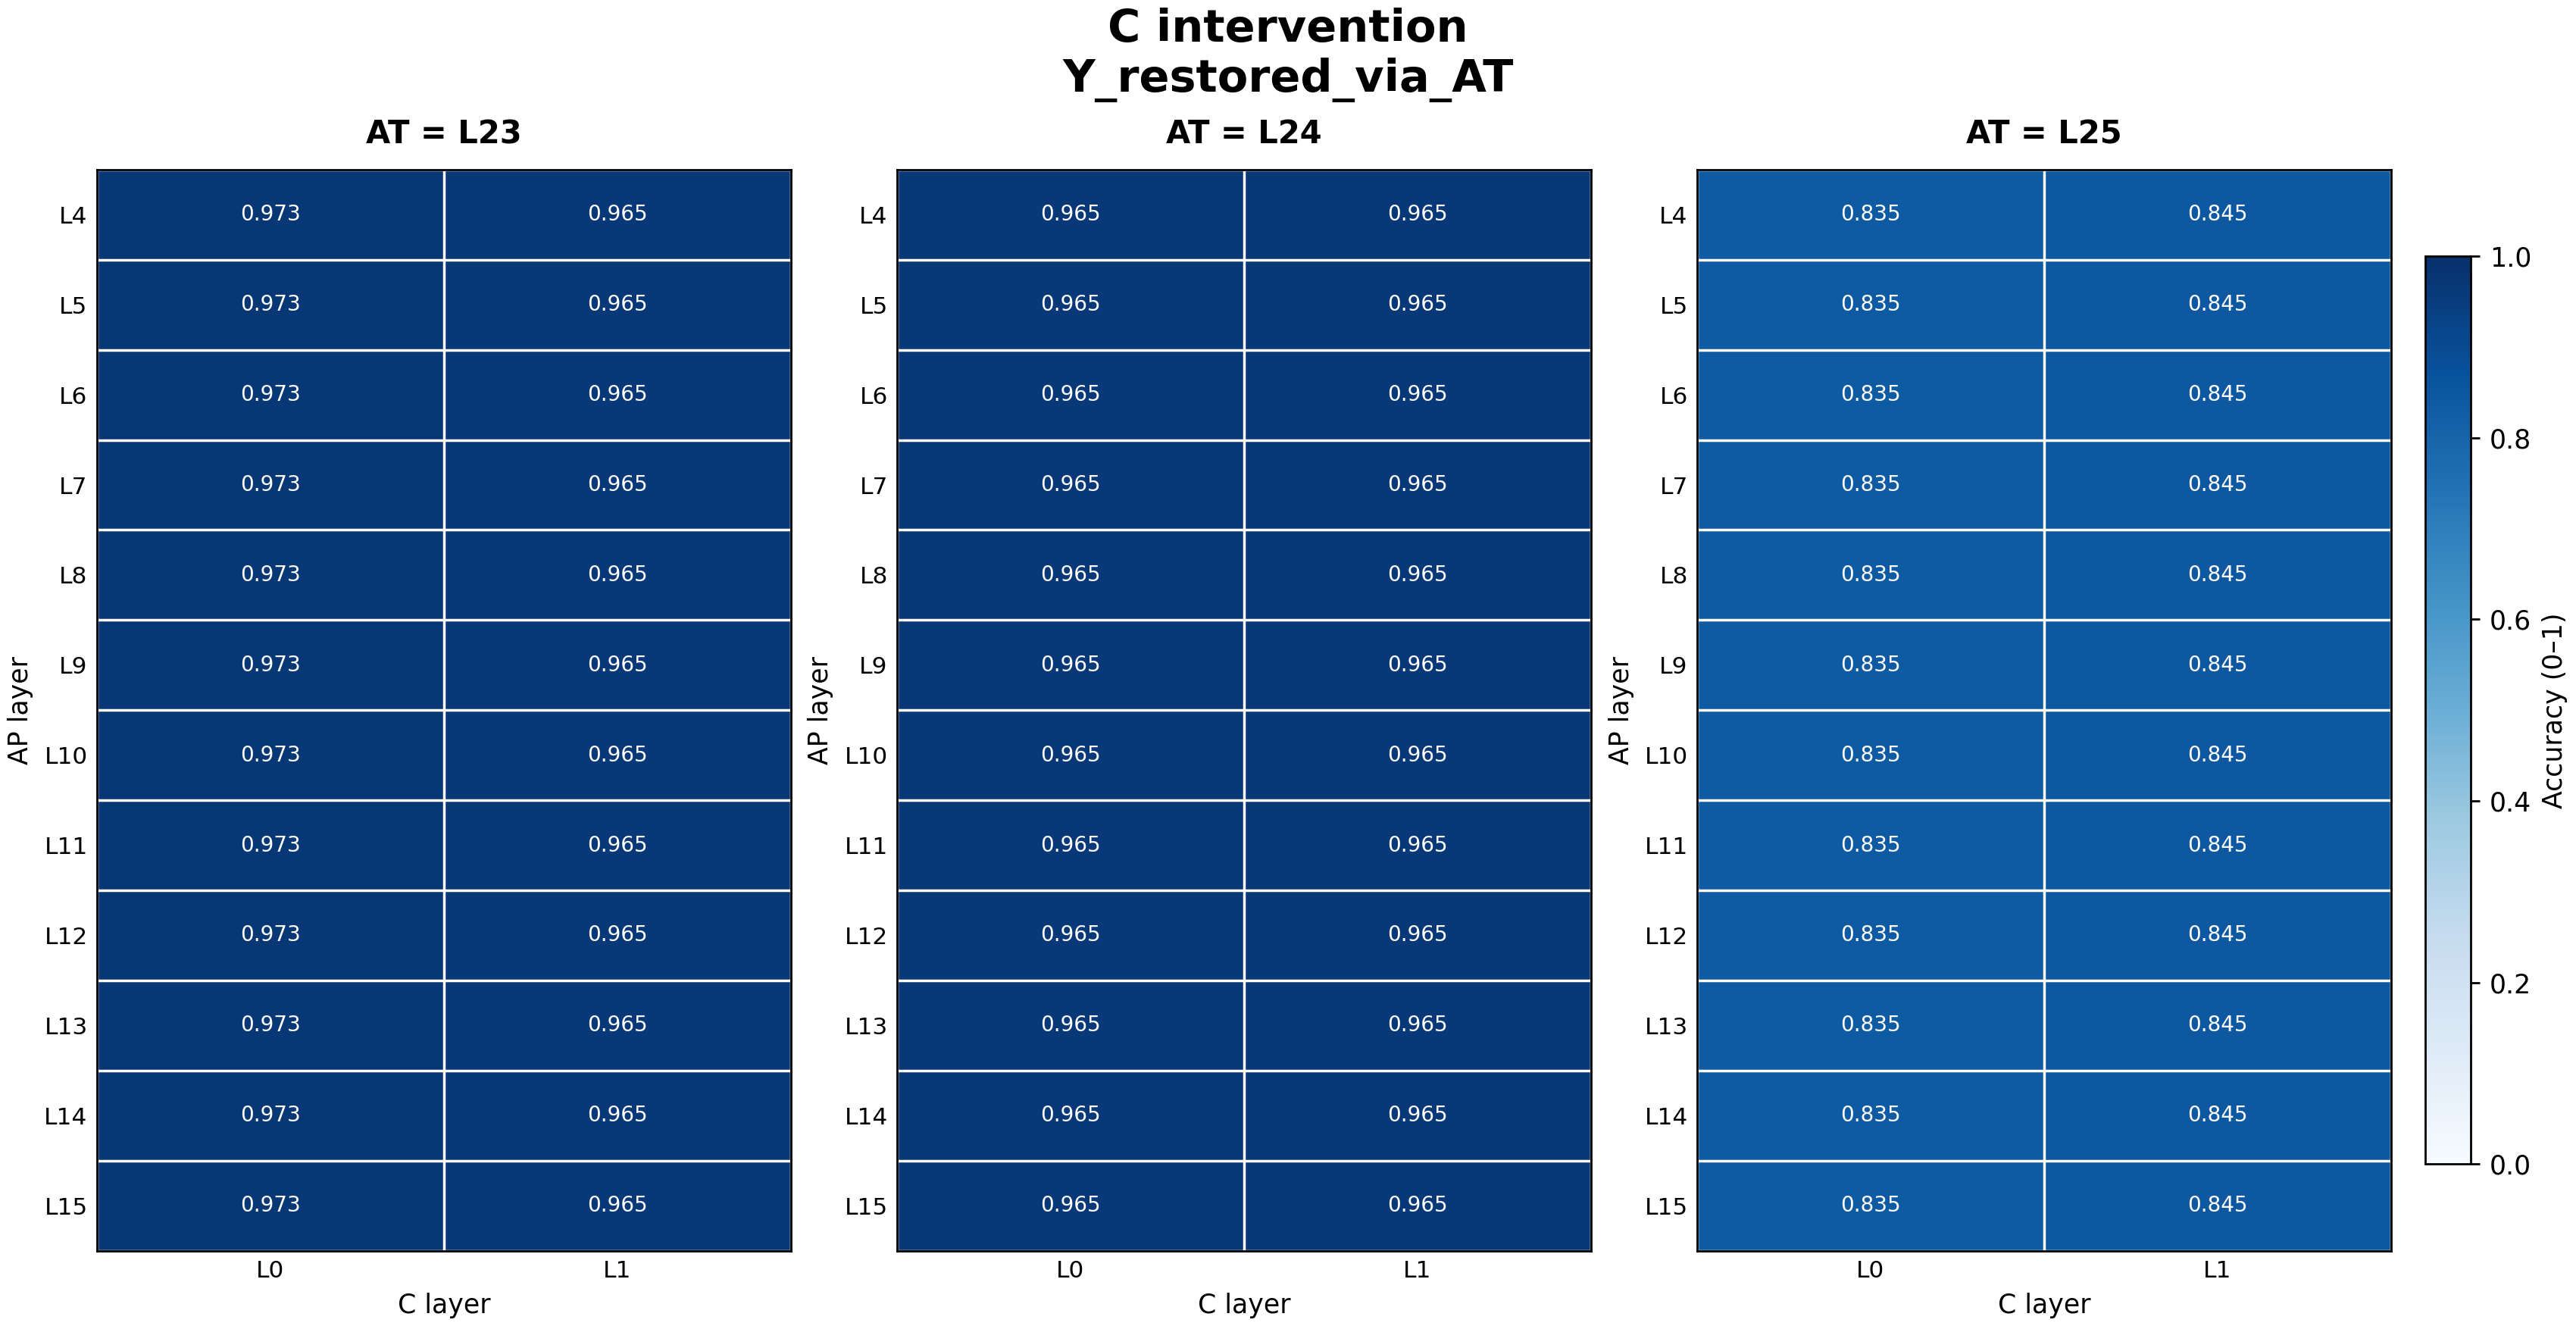 C intervention
Y_restored_via_AT
AT = L23
AP layer
L4 0.973 0.965
L5 0.973 0.965
L6 0.973 0.965
L7 0.973 0.965
L8 0.973 0.965
L9 0.973 0.965
L10 0.973 0.965
L11 0.973 0.965
L12 0.973 0.965
L13 0.973 0.965
L14 0.973 0.965
L15 0.973 0.965
L0 L1
C layer
AT = L24
AP layer
L4 0.965 0.965
L5 0.965 0.965
L6 0.965 0.965
L7 0.965 0.965
L8 0.965 0.965
L9 0.965 0.965
L10 0.965 0.965
L11 0.965 0.965
L12 0.965 0.965
L13 0.965 0.965
L14 0.965 0.965
L15 0.965 0.965
L0 L1
C layer
AT = L25
AP layer
L4 0.835 0.845
L5 0.835 0.845
L6 0.835 0.845
L7 0.835 0.845
L8 0.835 0.845
L9 0.835 0.845
L10 0.835 0.845
L11 0.835 0.845
L12 0.835 0.845
L13 0.835 0.845
L14 0.835 0.845
L15 0.835 0.845
L0 L1
C layer
1.0
0.8
0.6
0.4
0.2
0.0
Accuracy (0–1)